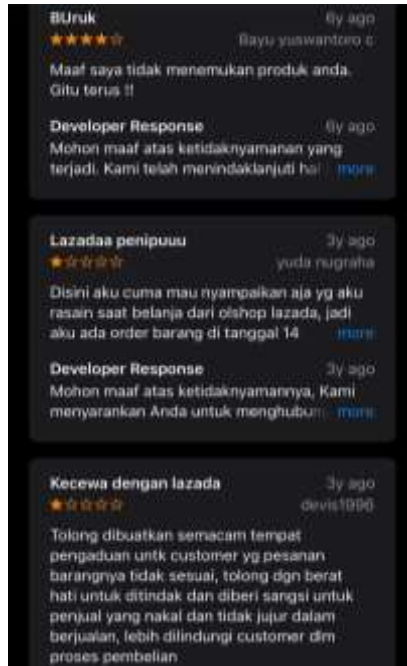 BUruk 6y ago
Bayu yuswantoro c
Maaf saya tidak menemukan produk anda.
Gitu terus !!
Developer Response 6y ago
Mohon maaf atas ketidaknyamanan yang
terjadi. Kami telah menindaklanjuti hal more
Lazadaa penipuuu 3y ago
yuda nugraha
Disini aku cuma mau nyampaikan aja yg aku
rasain saat belanja dari olshop lazada, jadi
aku ada order barang di tanggal 14 more
Developer Response 3y ago
Mohon maaf atas ketidaknyamannya, Kami
menyarankan Anda untuk menghubun more
Kecewa dengan lazada 3y ago
devis1996
Tolong dibuatkan semacam tempat
pengaduan untk customer yg pesanan
barangnya tidak sesuai, tolong dgn berat
hati untuk ditindak dan diberi sangsi untuk
penjual yang nakal dan tidak jujur dalam
berjualan, lebih dilindungi customer dlm
proses pembelian